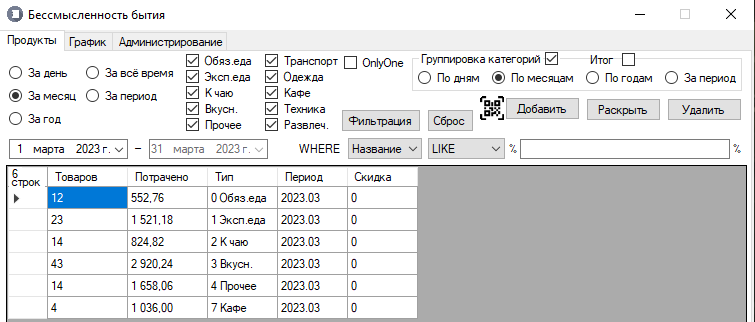 Бессмысленность бытия
Продукты График Администрирование
За день За всё время
За месяц За период
За год
Обяз.еда Транспорт OnlyOne
Эксп.еда Одежда
К чаю Кафе
Вкусн. Техника
Прочее Развлеч.
Группировка категорий Итог
По дням По месяцам По годам За период
Фильтрация Сброс Добавить Раскрыть Удалить
1 марта 2023 г. – 31 марта 2023 г. WHERE Название LIKE % %
6 строк Товаров Потрачено Тип Период Скидка
12 552,76 0 Обяз.еда 2023.03 0
23 1 521,18 1 Эксп.еда 2023.03 0
14 824,82 2 К чаю 2023.03 0
43 2 920,24 3 Вкусн. 2023.03 0
14 1 658,06 4 Прочее 2023.03 0
4 1 036,00 7 Кафе 2023.03 0